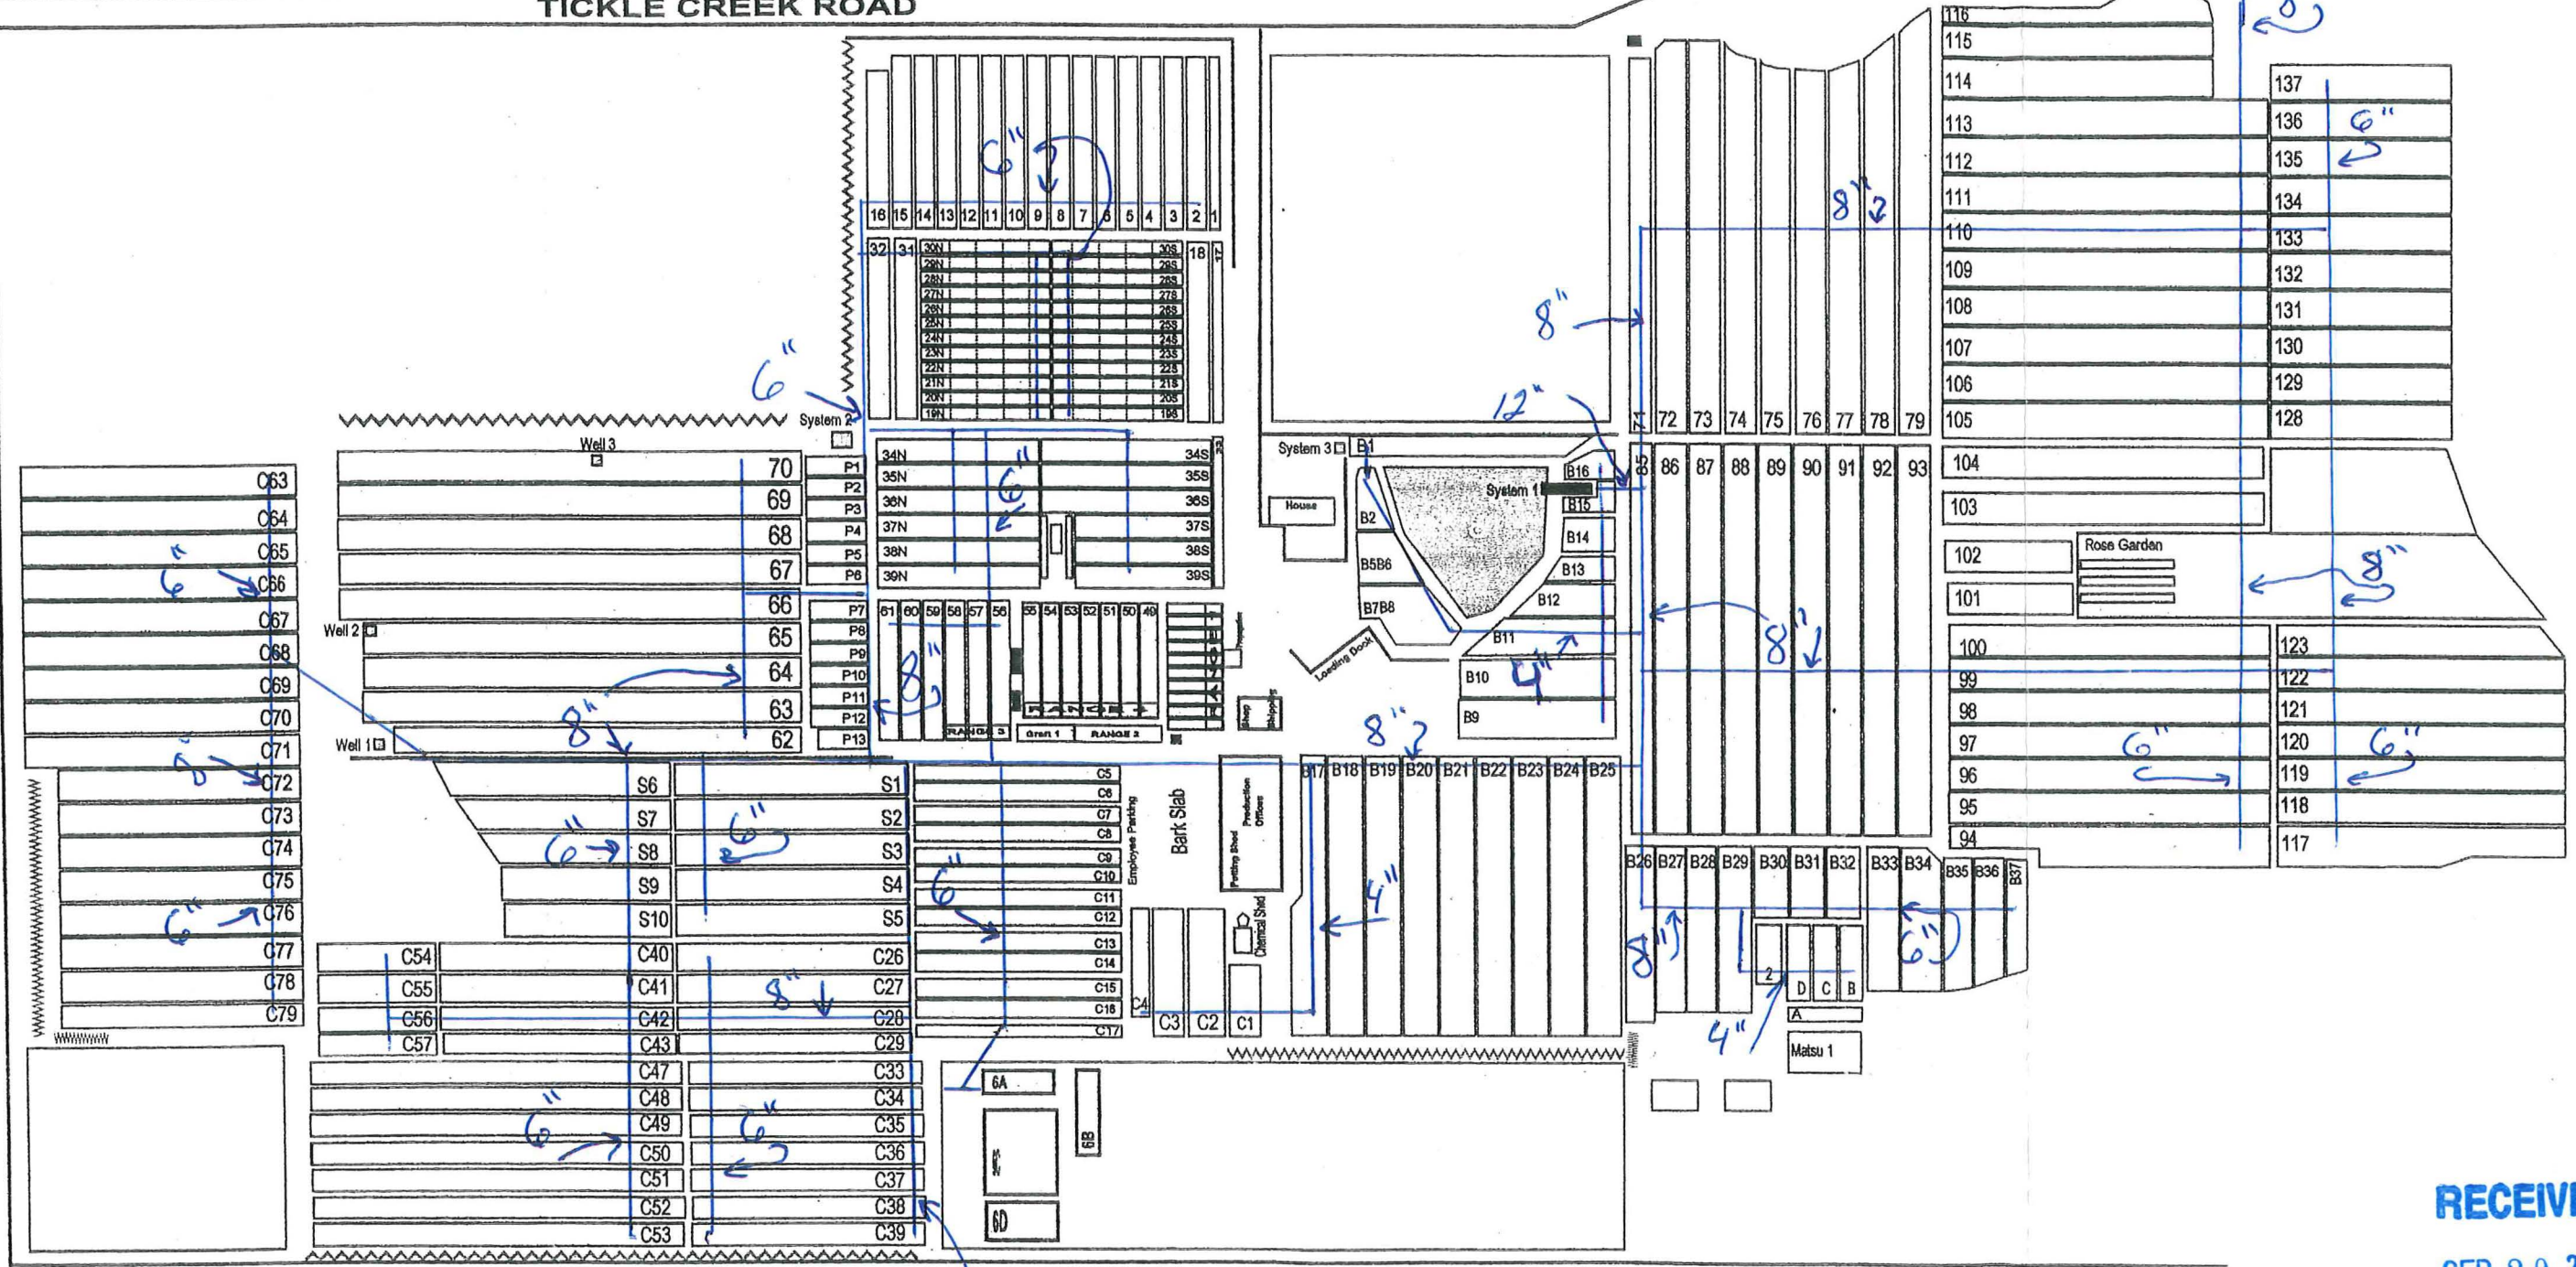 TICKLE CREEK ROAD
116
115
114
113
112
111
110
109
108
107
106
105
104
103
102
101
100
99
98
97
96
95
94
137
136
135
134
133
132
131
130
129
128
123
122
121
120
119
118
117
Rose Garden
16 15 14 13 12 11 10 9 8 7 6 5 4 3 2 1
32 31
18 17
30N 30S
29N 29S
28N 28S
27N 27S
26N 26S
25N 25S
24N 24S
23N 23S
22N 22S
21N 21S
20N 20S
19N 19S
34N 34S
35N 35S
36N 36S
37N 37S
38N 38S
39N 39S
System 2
Well 3
Well 2
Well 1
70
69
68
67
66
65
64
63
62
P1
P2
P3
P4
P5
P6
P7
P8
P9
P10
P11
P12
P13
61 60 59 58 57 56
55 54 53 52 51 50 49
RANGE 3
Graft 1
RANGE 2
Shop
Shipping
System 3
House
Loading Dock
System 1
B1
B2
B5B6
B7B8
B16
B15
B14
B13
B12
B11
B10
B9
71 72 73 74 75 76 77 78 79
85 86 87 88 89 90 91 92 93
B17 B18 B19 B20 B21 B22 B23 B24 B25
B26 B27 B28 B29 B30 B31 B32 B33 B34 B35 B36 B37
2
D C B
A
Matsu 1
Production Offices
Potting Shed
Chemical Shed
Bark Slab
Employee Parking
C4 C3 C2 C1
C5
C6
C7
C8
C9
C10
C11
C12
C13
C14
C15
C16
C17
6A
6B
6D
S6 S1
S7 S2
S8 S3
S9 S4
S10 S5
C54 C40 C26
C55 C41 C27
C56 C42 C28
C57 C43 C29
C47 C33
C48 C34
C49 C35
C50 C36
C51 C37
C52 C38
C53 C39
C63
C64
C65
C66
C67
C68
C69
C70
C71
C72
C73
C74
C75
C76
C77
C78
C79
6"
6"
6"
8"
8"
12"
6"
8"
8"
6"
6"
8"
4"
8"
4"
8"
6"
4"
8"
8"
6"
6"
6"
8"
6"
6"
6"
8"
6"